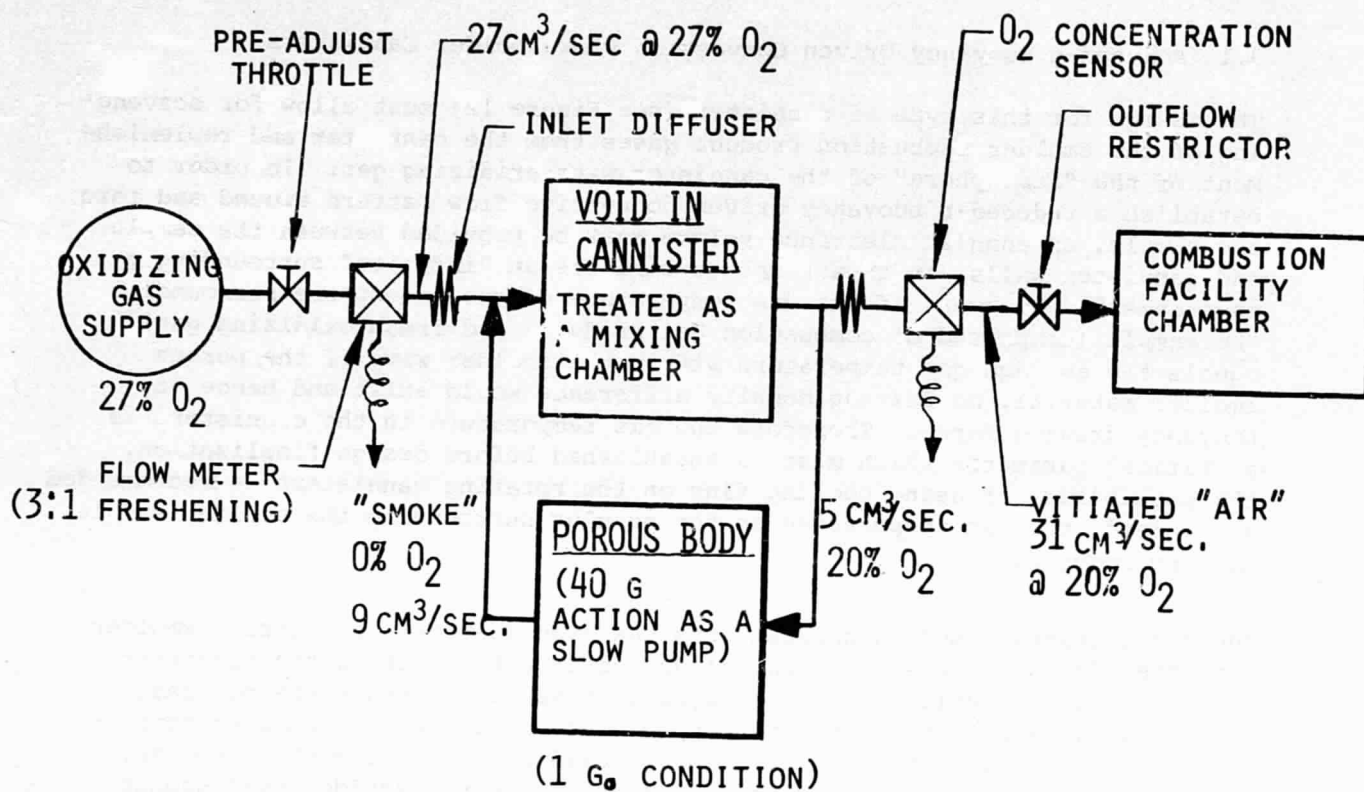 PRE-ADJUST
THROTTLE
27 CM³/SEC @ 27% O₂
INLET DIFFUSER
O₂ CONCENTRATION
SENSOR
OUTFLOW
RESTRICTOR
OXIDIZING
GAS
SUPPLY
27% O₂
VOID IN
CANNISTER
TREATED AS
A MIXING
CHAMBER
COMBUSTION
FACILITY
CHAMBER
FLOW METER
(3:1 FRESHENING)
"SMOKE"
0% O₂
9 CM³/SEC.
POROUS BODY
(40 G
ACTION AS A
SLOW PUMP)
5 CM³/SEC.
20% O₂
VITIATED "AIR"
31 CM³/SEC.
@ 20% O₂
(1 G₀ CONDITION)